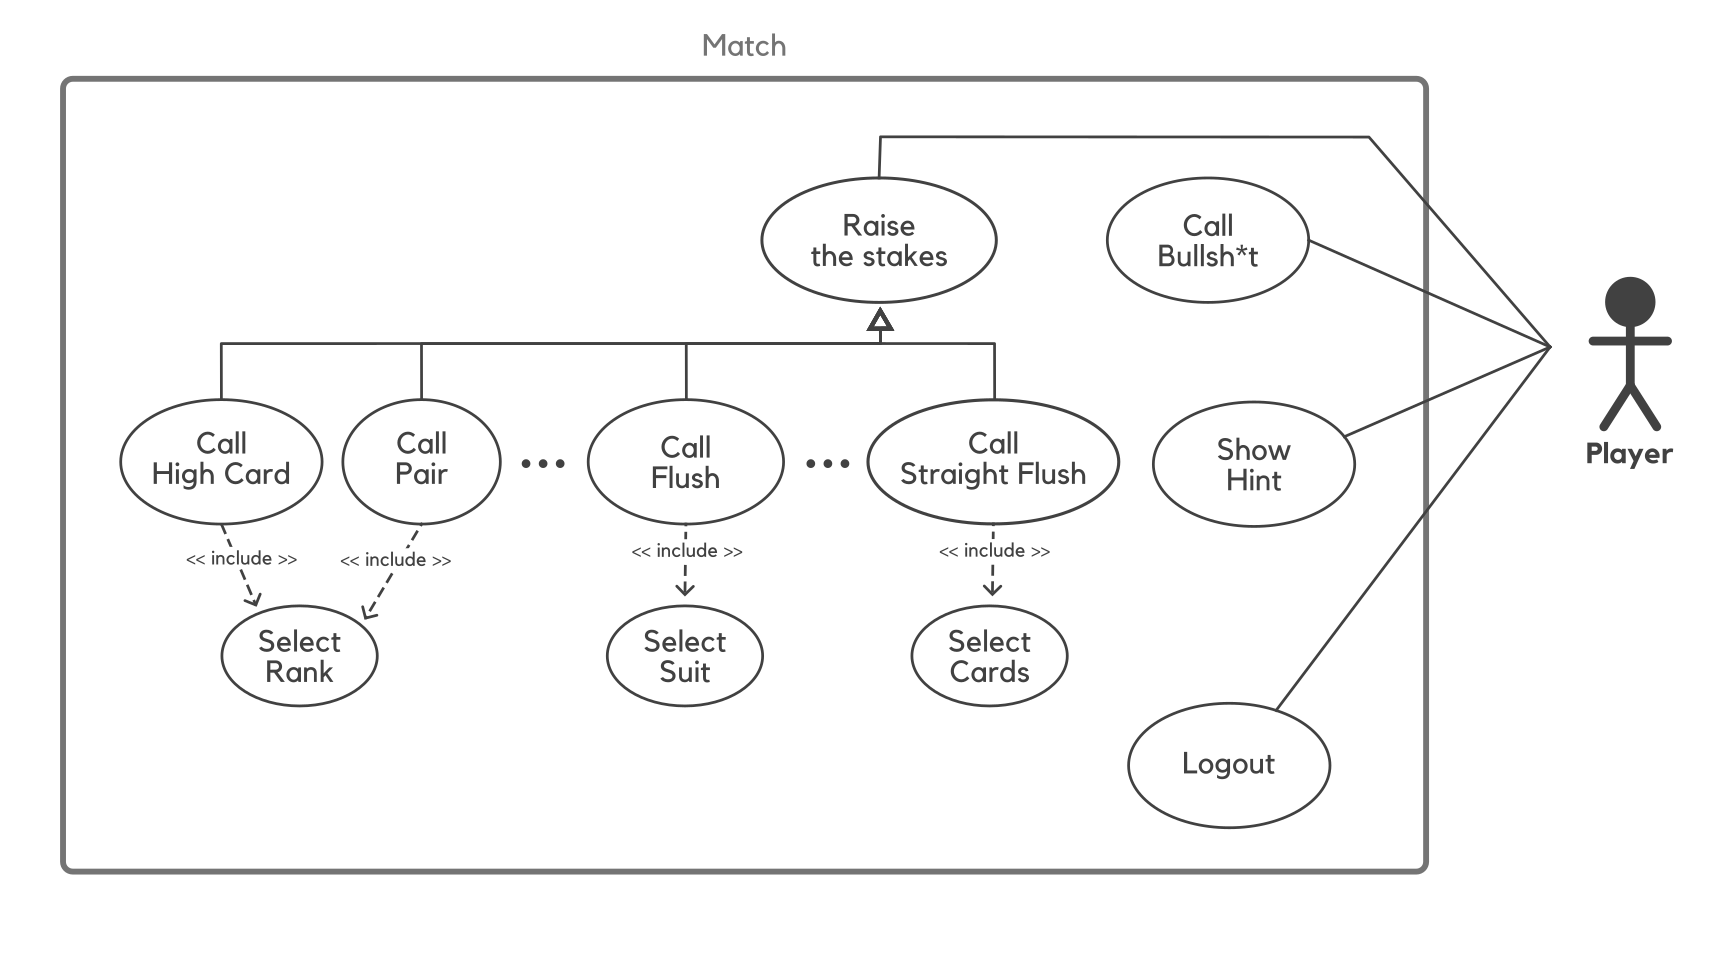 Match
Raise
the stakes
Call
Bullsh*t
Player
Call
High Card
Call
Pair
•••
Call
Flush
•••
Call
Straight Flush
Show
Hint
<< include >>
<< include >>
<< include >>
<< include >>
Select
Rank
Select
Suit
Select
Cards
Logout